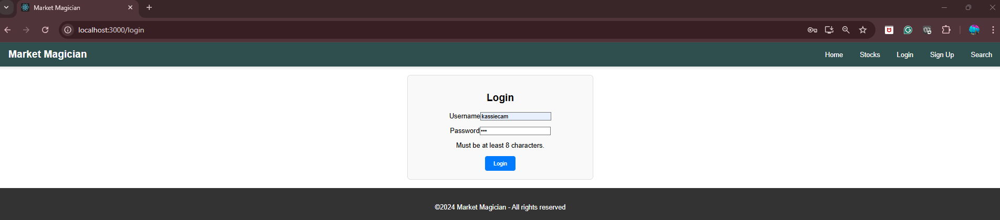 Market Magician
localhost:3000/login
Market Magician
Home Stocks Login Sign Up Search
Login
Username kassiecam
Password •••
Must be at least 8 characters.
Login
©2024 Market Magician - All rights reserved